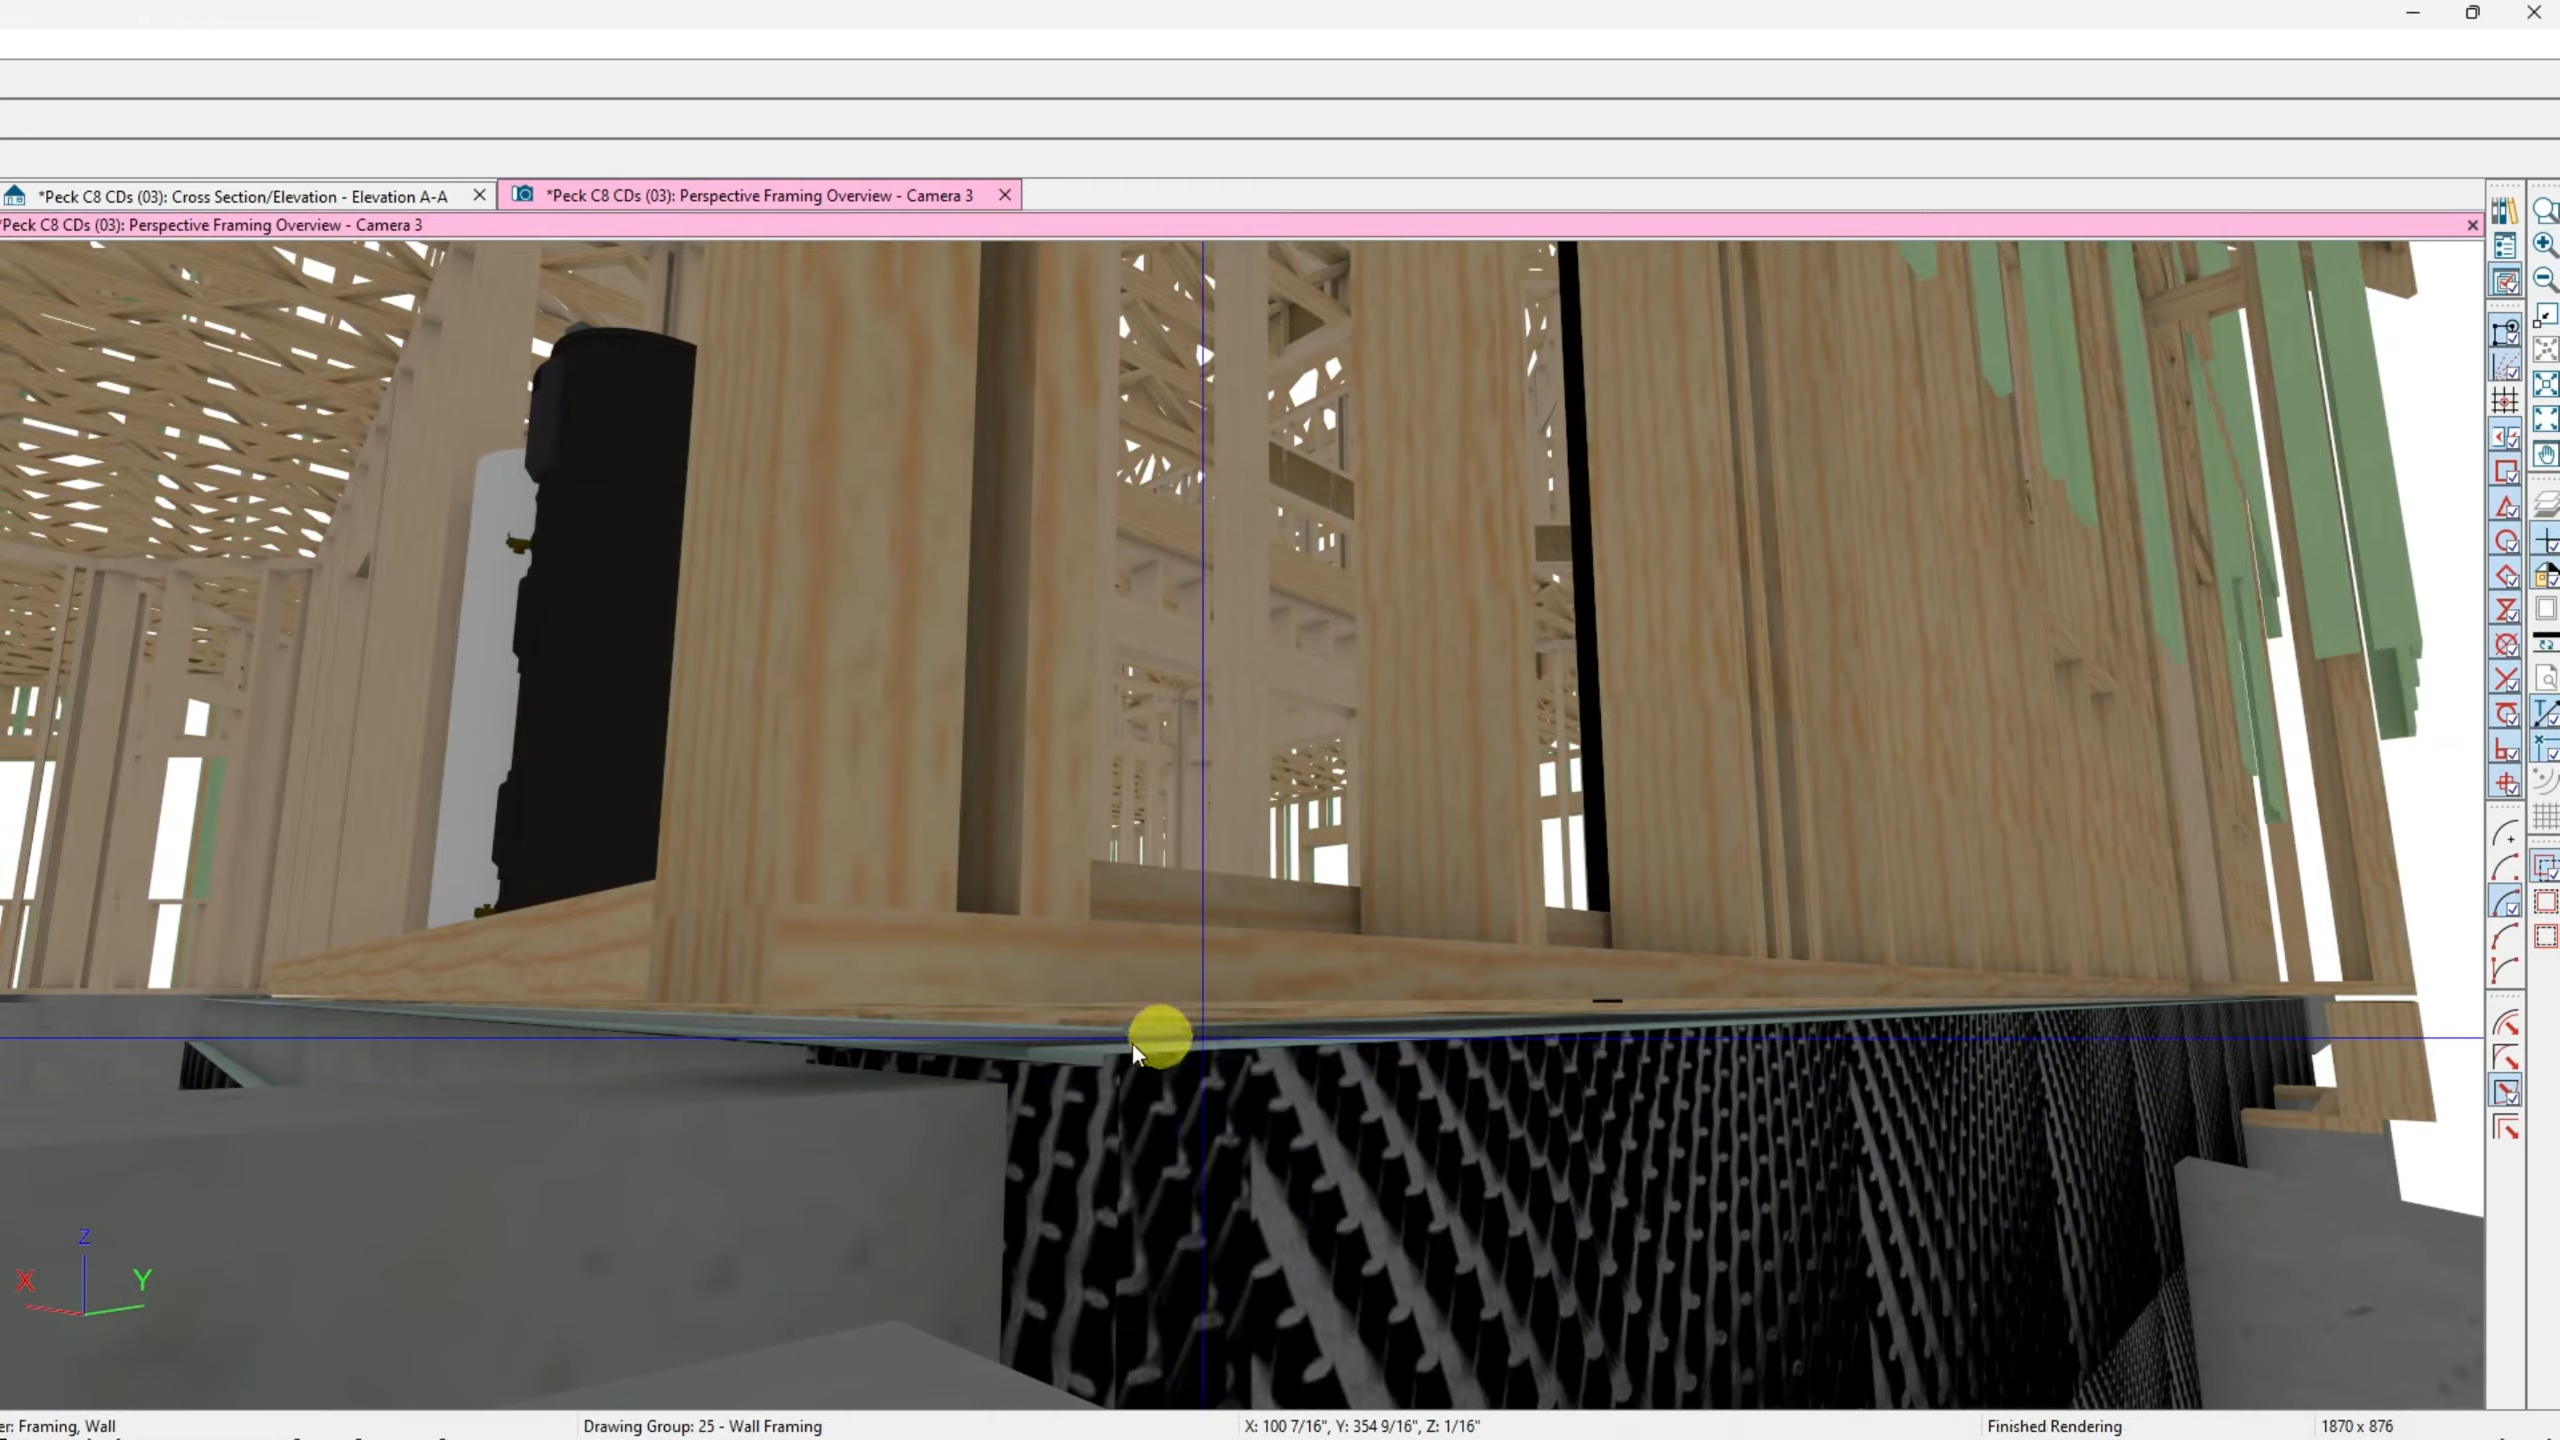 *Peck C8 CDs (03): Cross Section/Elevation - Elevation A-A
*Peck C8 CDs (03): Perspective Framing Overview - Camera 3
*Peck C8 CDs (03): Perspective Framing Overview - Camera 3
Z
X
Y
er: Framing, Wall
Drawing Group: 25 - Wall Framing
X: 100 7/16", Y: 354 9/16", Z: 1/16"
Finished Rendering
1870 x 876